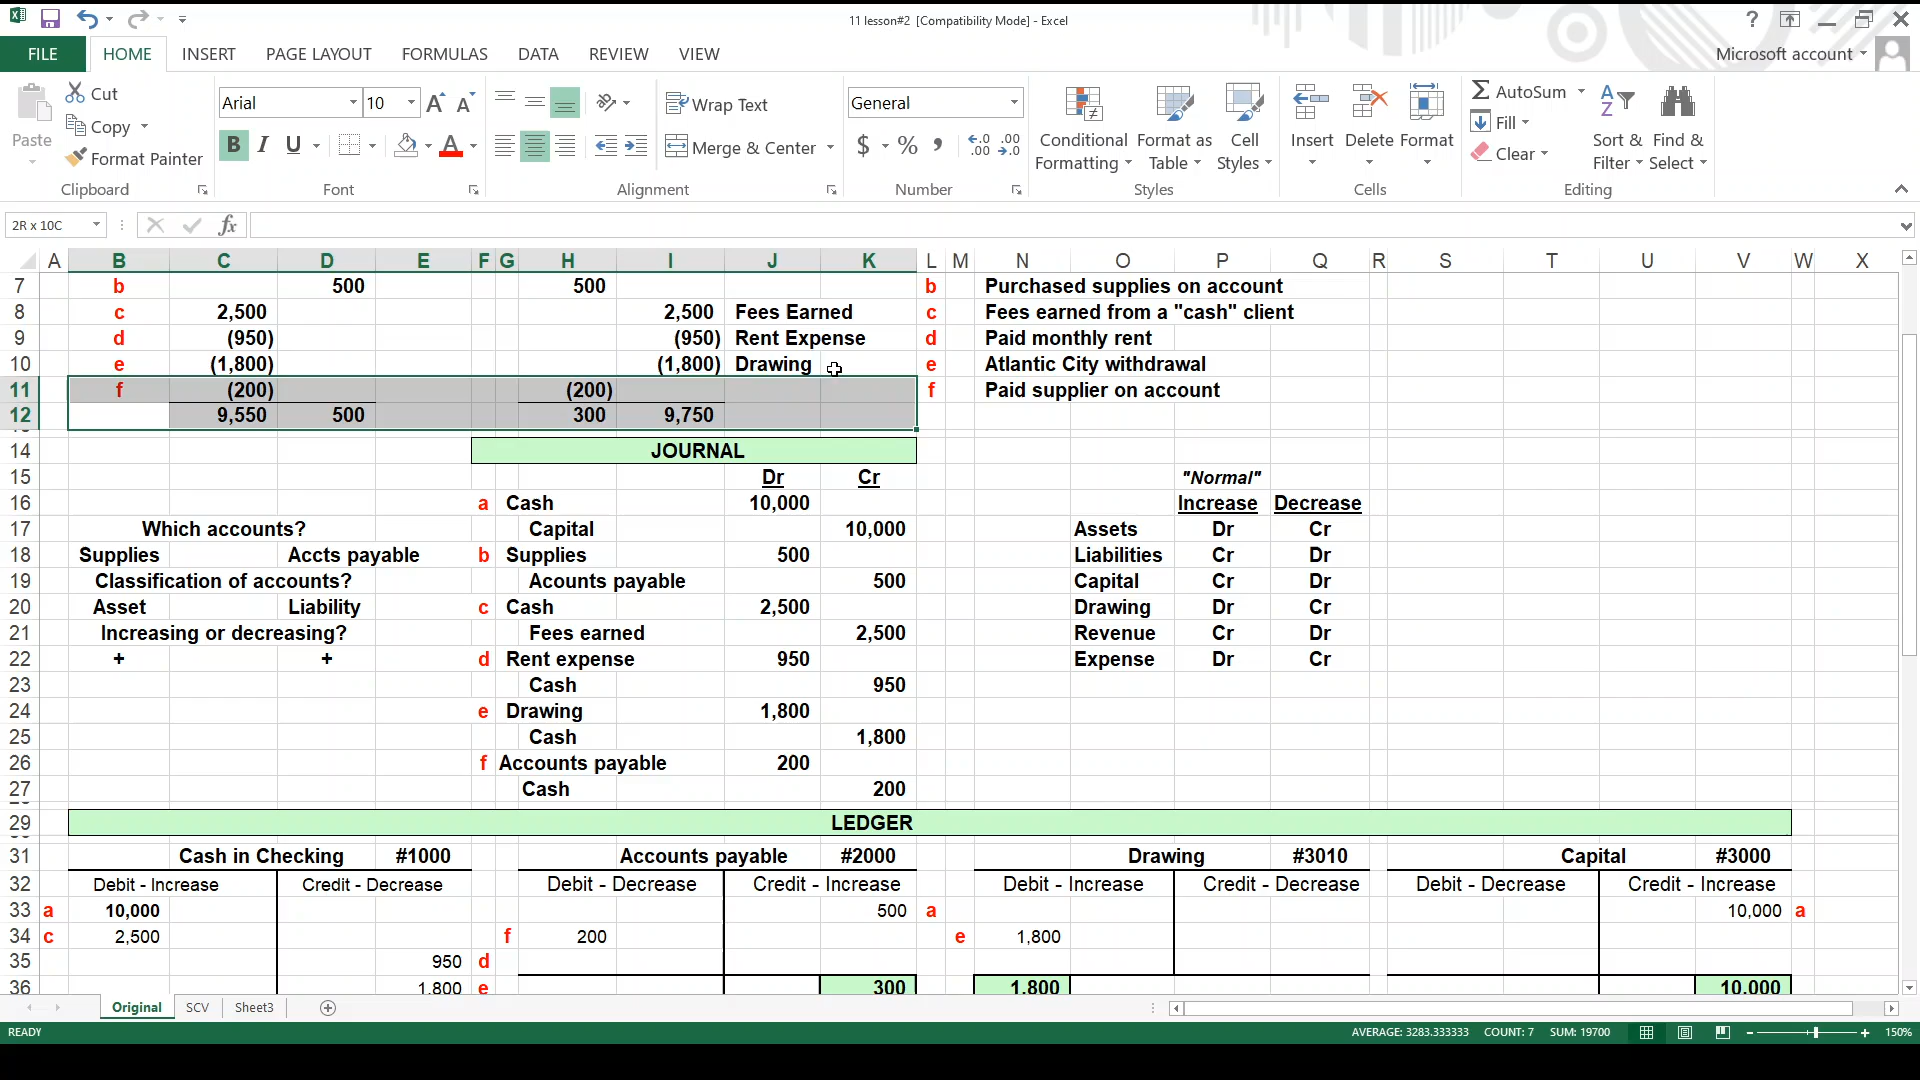 11 lesson#2 [Compatibility Mode] - Excel
FILE HOME INSERT PAGE LAYOUT FORMULAS DATA REVIEW VIEW Microsoft account
Paste Cut Copy Format Painter
Clipboard
Arial 10 A A
B I U A
Font
Wrap Text
Merge & Center
Alignment
General
$ % , .0 .00 .00 .0
Number
Conditional Formatting Format as Table Cell Styles
Styles
Insert Delete Format
Cells
AutoSum Fill Clear Sort & Filter Find & Select
Editing
2R x 10C fx
A B C D E F G H I J K L M N O P Q R S T U V W X
7 b 500 500 b Purchased supplies on account
8 c 2,500 2,500 Fees Earned c Fees earned from a "cash" client
9 d (950) (950) Rent Expense d Paid monthly rent
10 e (1,800) (1,800) Drawing e Atlantic City withdrawal
11 f (200) (200) f Paid supplier on account
12 9,550 500 300 9,750
14 JOURNAL
15 Dr Cr "Normal"
16 a Cash 10,000 Increase Decrease
17 Which accounts? Capital 10,000 Assets Dr Cr
18 Supplies Accts payable b Supplies 500 Liabilities Cr Dr
19 Classification of accounts? Acounts payable 500 Capital Cr Dr
20 Asset Liability c Cash 2,500 Drawing Dr Cr
21 Increasing or decreasing? Fees earned 2,500 Revenue Cr Dr
22 + + d Rent expense 950 Expense Dr Cr
23 Cash 950
24 e Drawing 1,800
25 Cash 1,800
26 f Accounts payable 200
27 Cash 200
29 LEDGER
31 Cash in Checking #1000 Accounts payable #2000 Drawing #3010 Capital #3000
32 Debit - Increase Credit - Decrease Debit - Decrease Credit - Increase Debit - Increase Credit - Decrease Debit - Decrease Credit - Increase
33 a 10,000 500 a 10,000 a
34 c 2,500 f 200 e 1,800
35 950 d
36 1,800 e 300 1,800 10,000
Original SCV Sheet3
READY AVERAGE: 3283.333333 COUNT: 7 SUM: 19700 150%